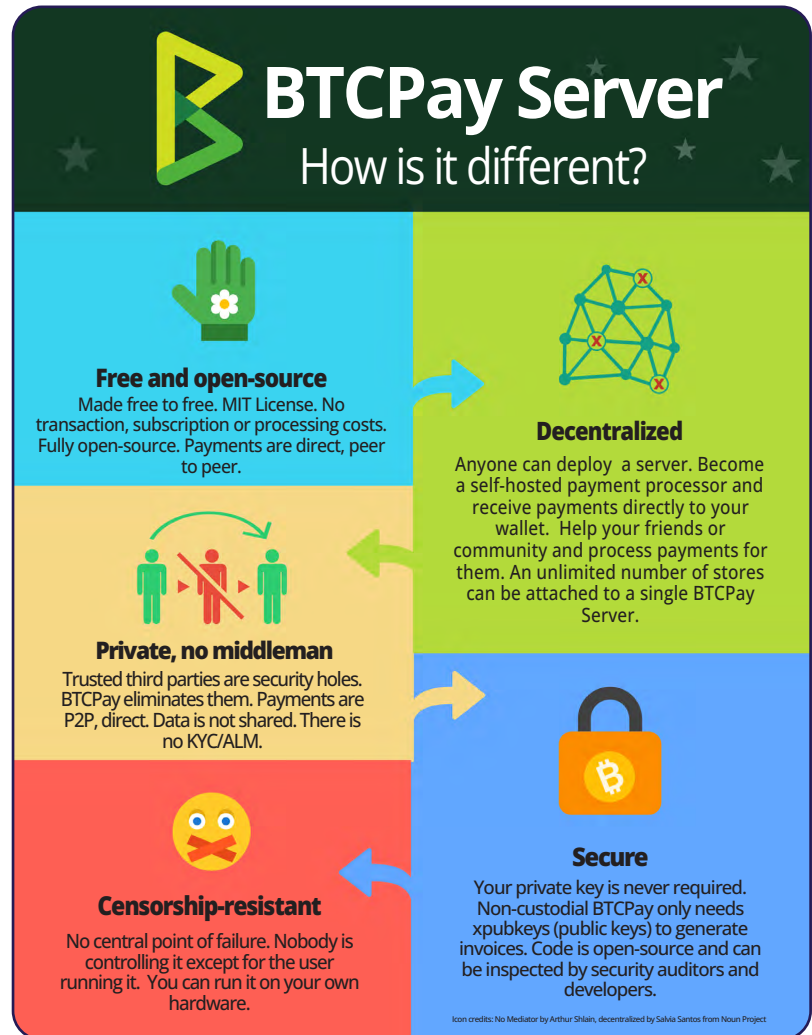 BTCPay Server
How is it different?
Free and open-source
Made free to free. MIT License. No
transaction, subscription or processing costs.
Fully open-source. Payments are direct, peer
to peer.
Decentralized
Anyone can deploy a server. Become
a self-hosted payment processor and
receive payments directly to your
wallet. Help your friends or
community and process payments for
them. An unlimited number of stores
can be attached to a single BTCPay
Server.
Private, no middleman
Trusted third parties are security holes.
BTCPay eliminates them. Payments are
P2P, direct. Data is not shared. There is
no KYC/ALM.
Secure
Your private key is never required.
Non-custodial BTCPay only needs
xpubkeys (public keys) to generate
invoices. Code is open-source and can
be inspected by security auditors and
developers.
Censorship-resistant
No central point of failure. Nobody is
controlling it except for the user
running it. You can run it on your own
hardware.
Icon credits: No Mediator by Arthur Shlain, decentralized by Salvia Santos from Noun Project